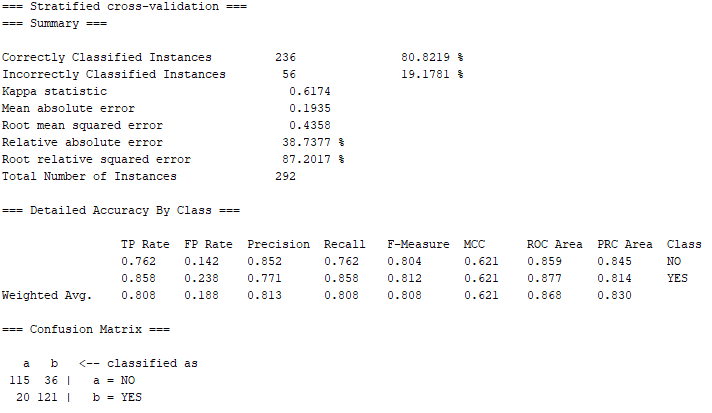 === Stratified cross-validation ===
=== Summary ===
Correctly Classified Instances 236 80.8219 %
Incorrectly Classified Instances 56 19.1781 %
Kappa statistic 0.6174
Mean absolute error 0.1935
Root mean squared error 0.4358
Relative absolute error 38.7377 %
Root relative squared error 87.2017 %
Total Number of Instances 292
=== Detailed Accuracy By Class ===
TP Rate FP Rate Precision Recall F-Measure MCC ROC Area PRC Area Class
0.762 0.142 0.852 0.762 0.804 0.621 0.859 0.845 NO
0.858 0.238 0.771 0.858 0.812 0.621 0.877 0.814 YES
Weighted Avg. 0.808 0.188 0.813 0.808 0.808 0.621 0.868 0.830
=== Confusion Matrix ===
a b <-- classified as
115 36 | a = NO
20 121 | b = YES